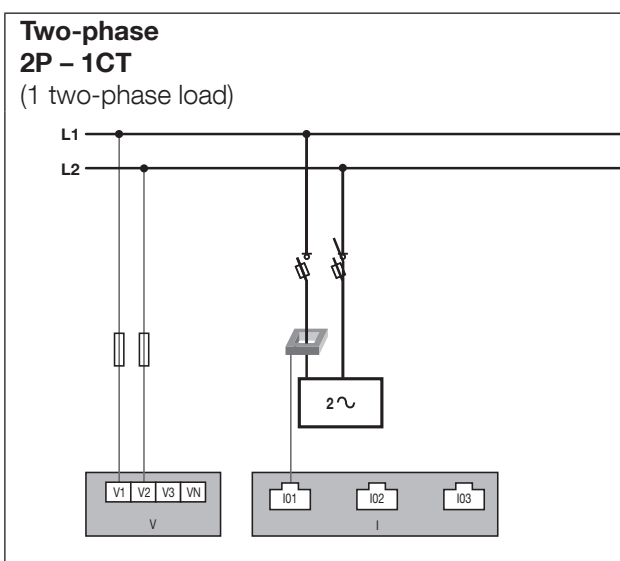 Two-phase
2P – 1CT
(1 two-phase load)
L1
L2
2
V1 V2 V3 VN
V
I01 I02 I03
I